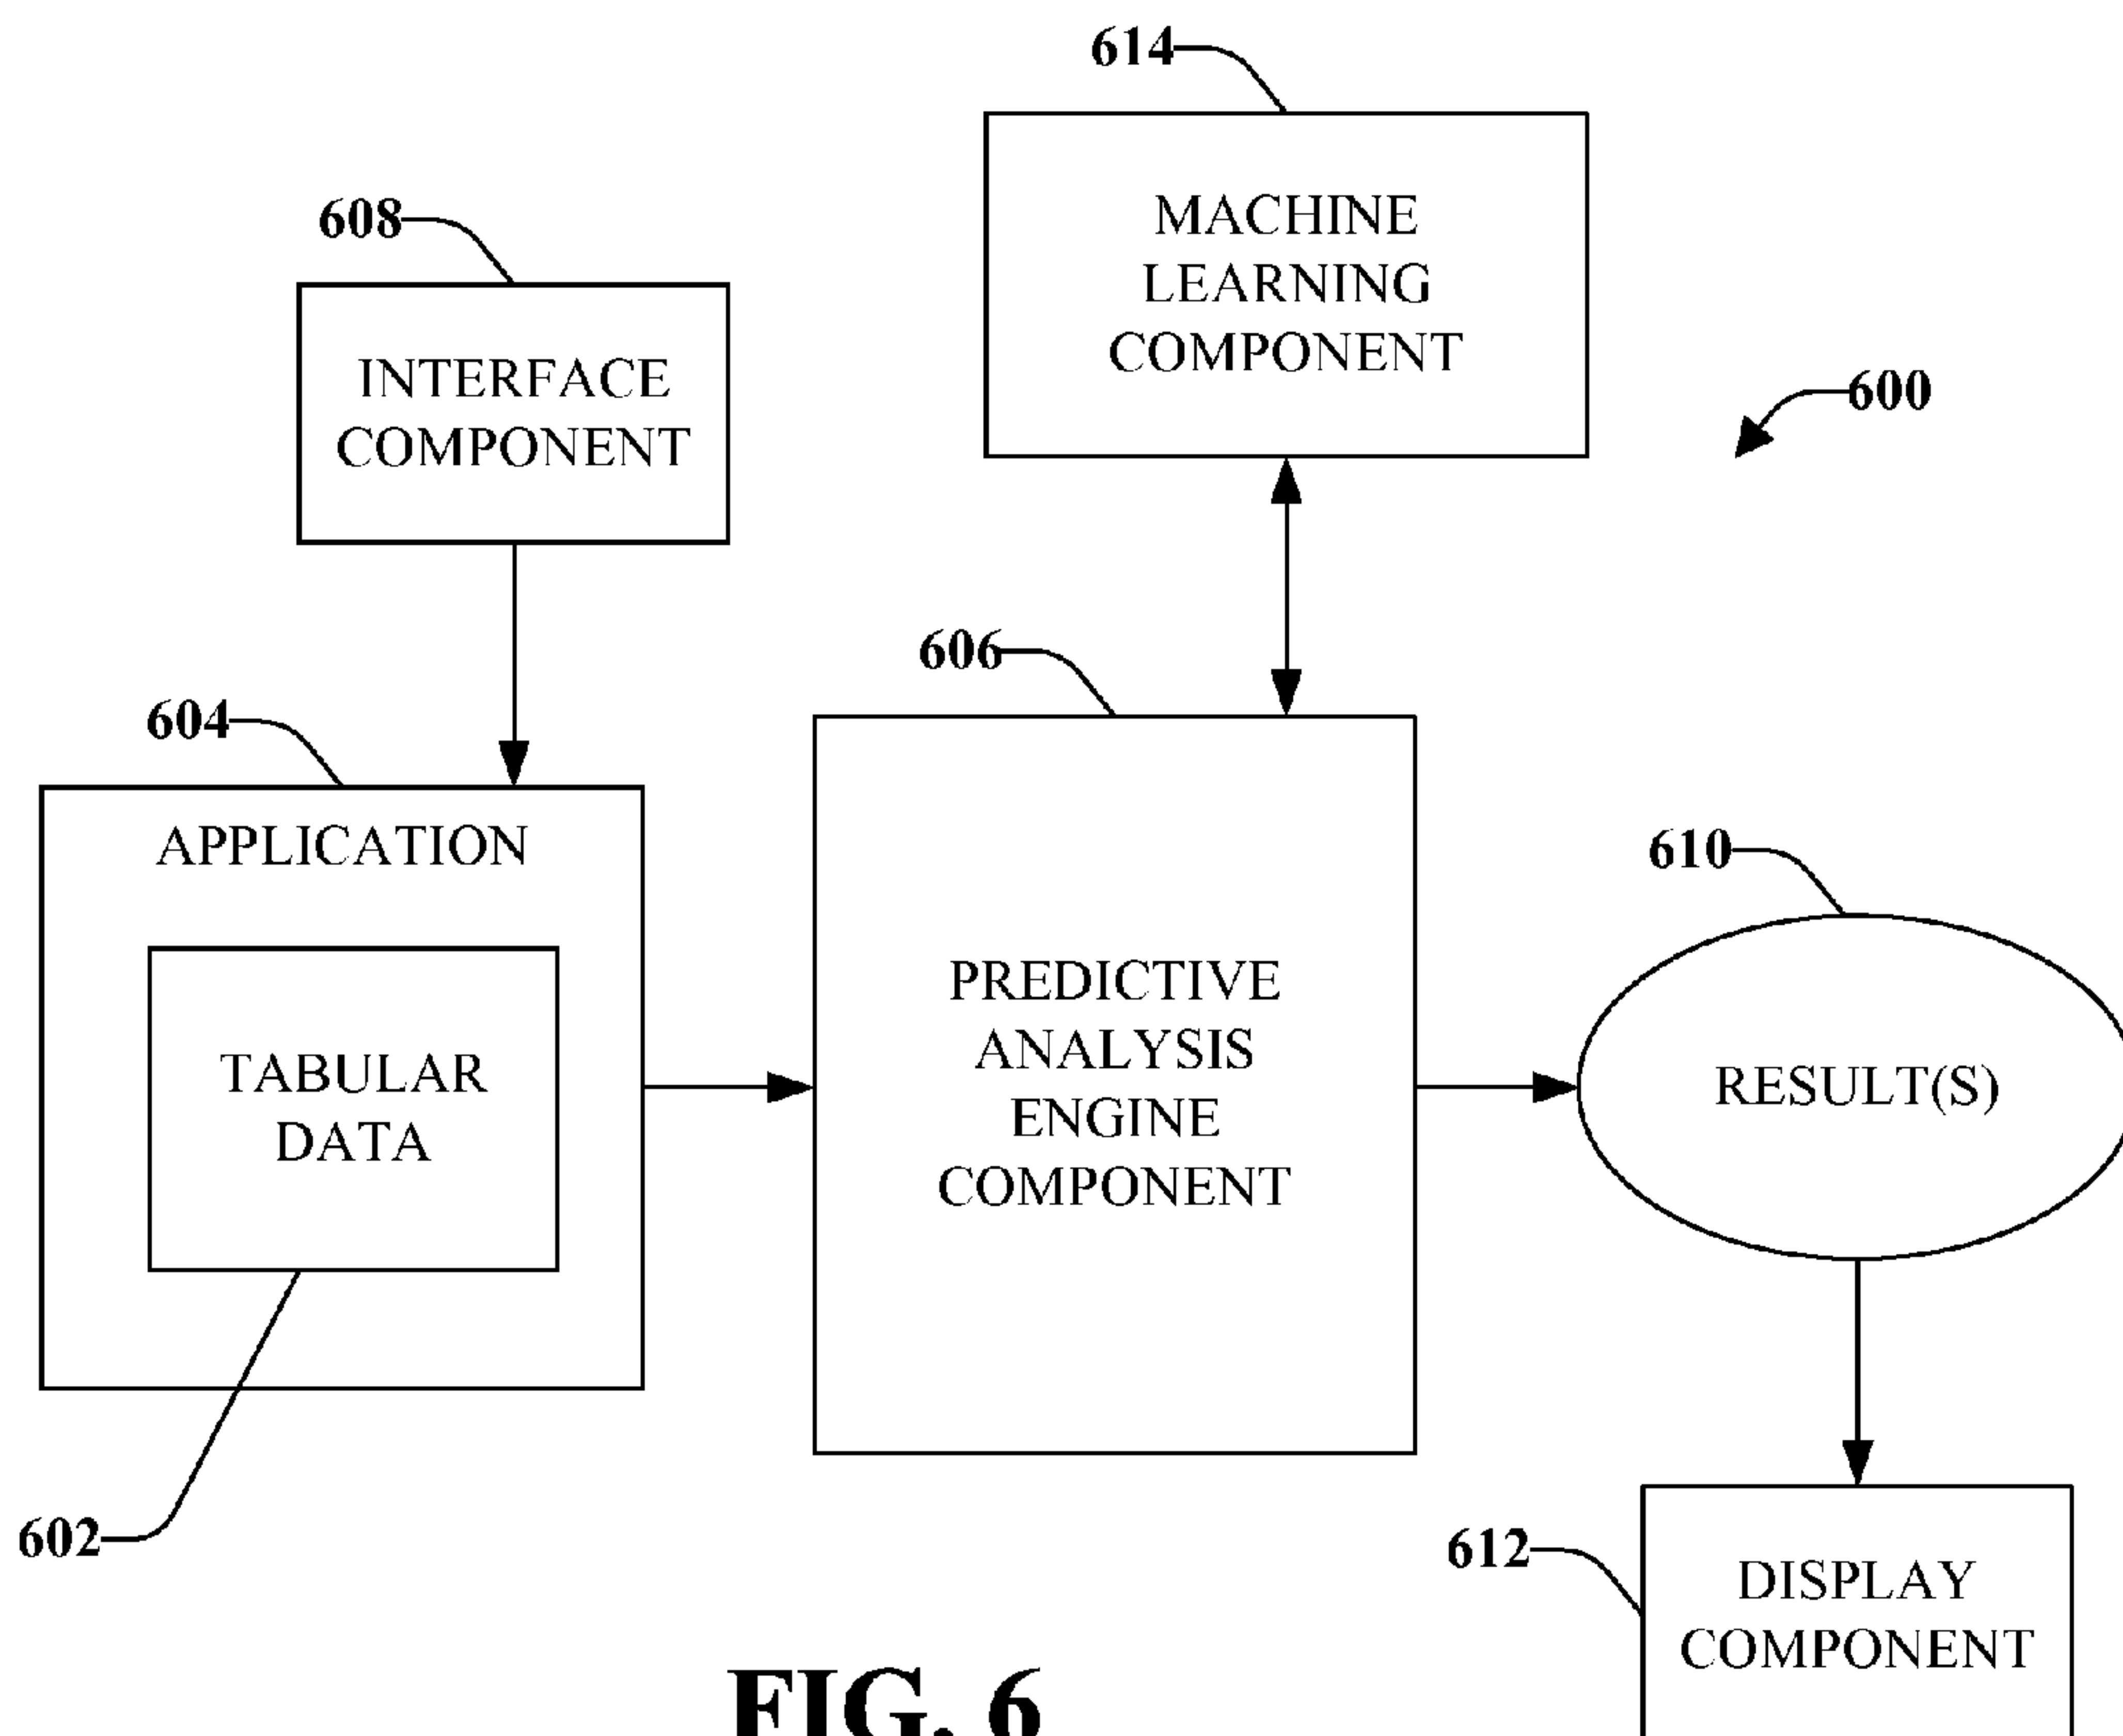 614
MACHINE
LEARNING
COMPONENT
608
INTERFACE
COMPONENT
600
606
604
APPLICATION
TABULAR
DATA
PREDICTIVE
ANALYSIS
ENGINE
COMPONENT
610
RESULT(S)
602
612
DISPLAY
COMPONENT
FIG. 6